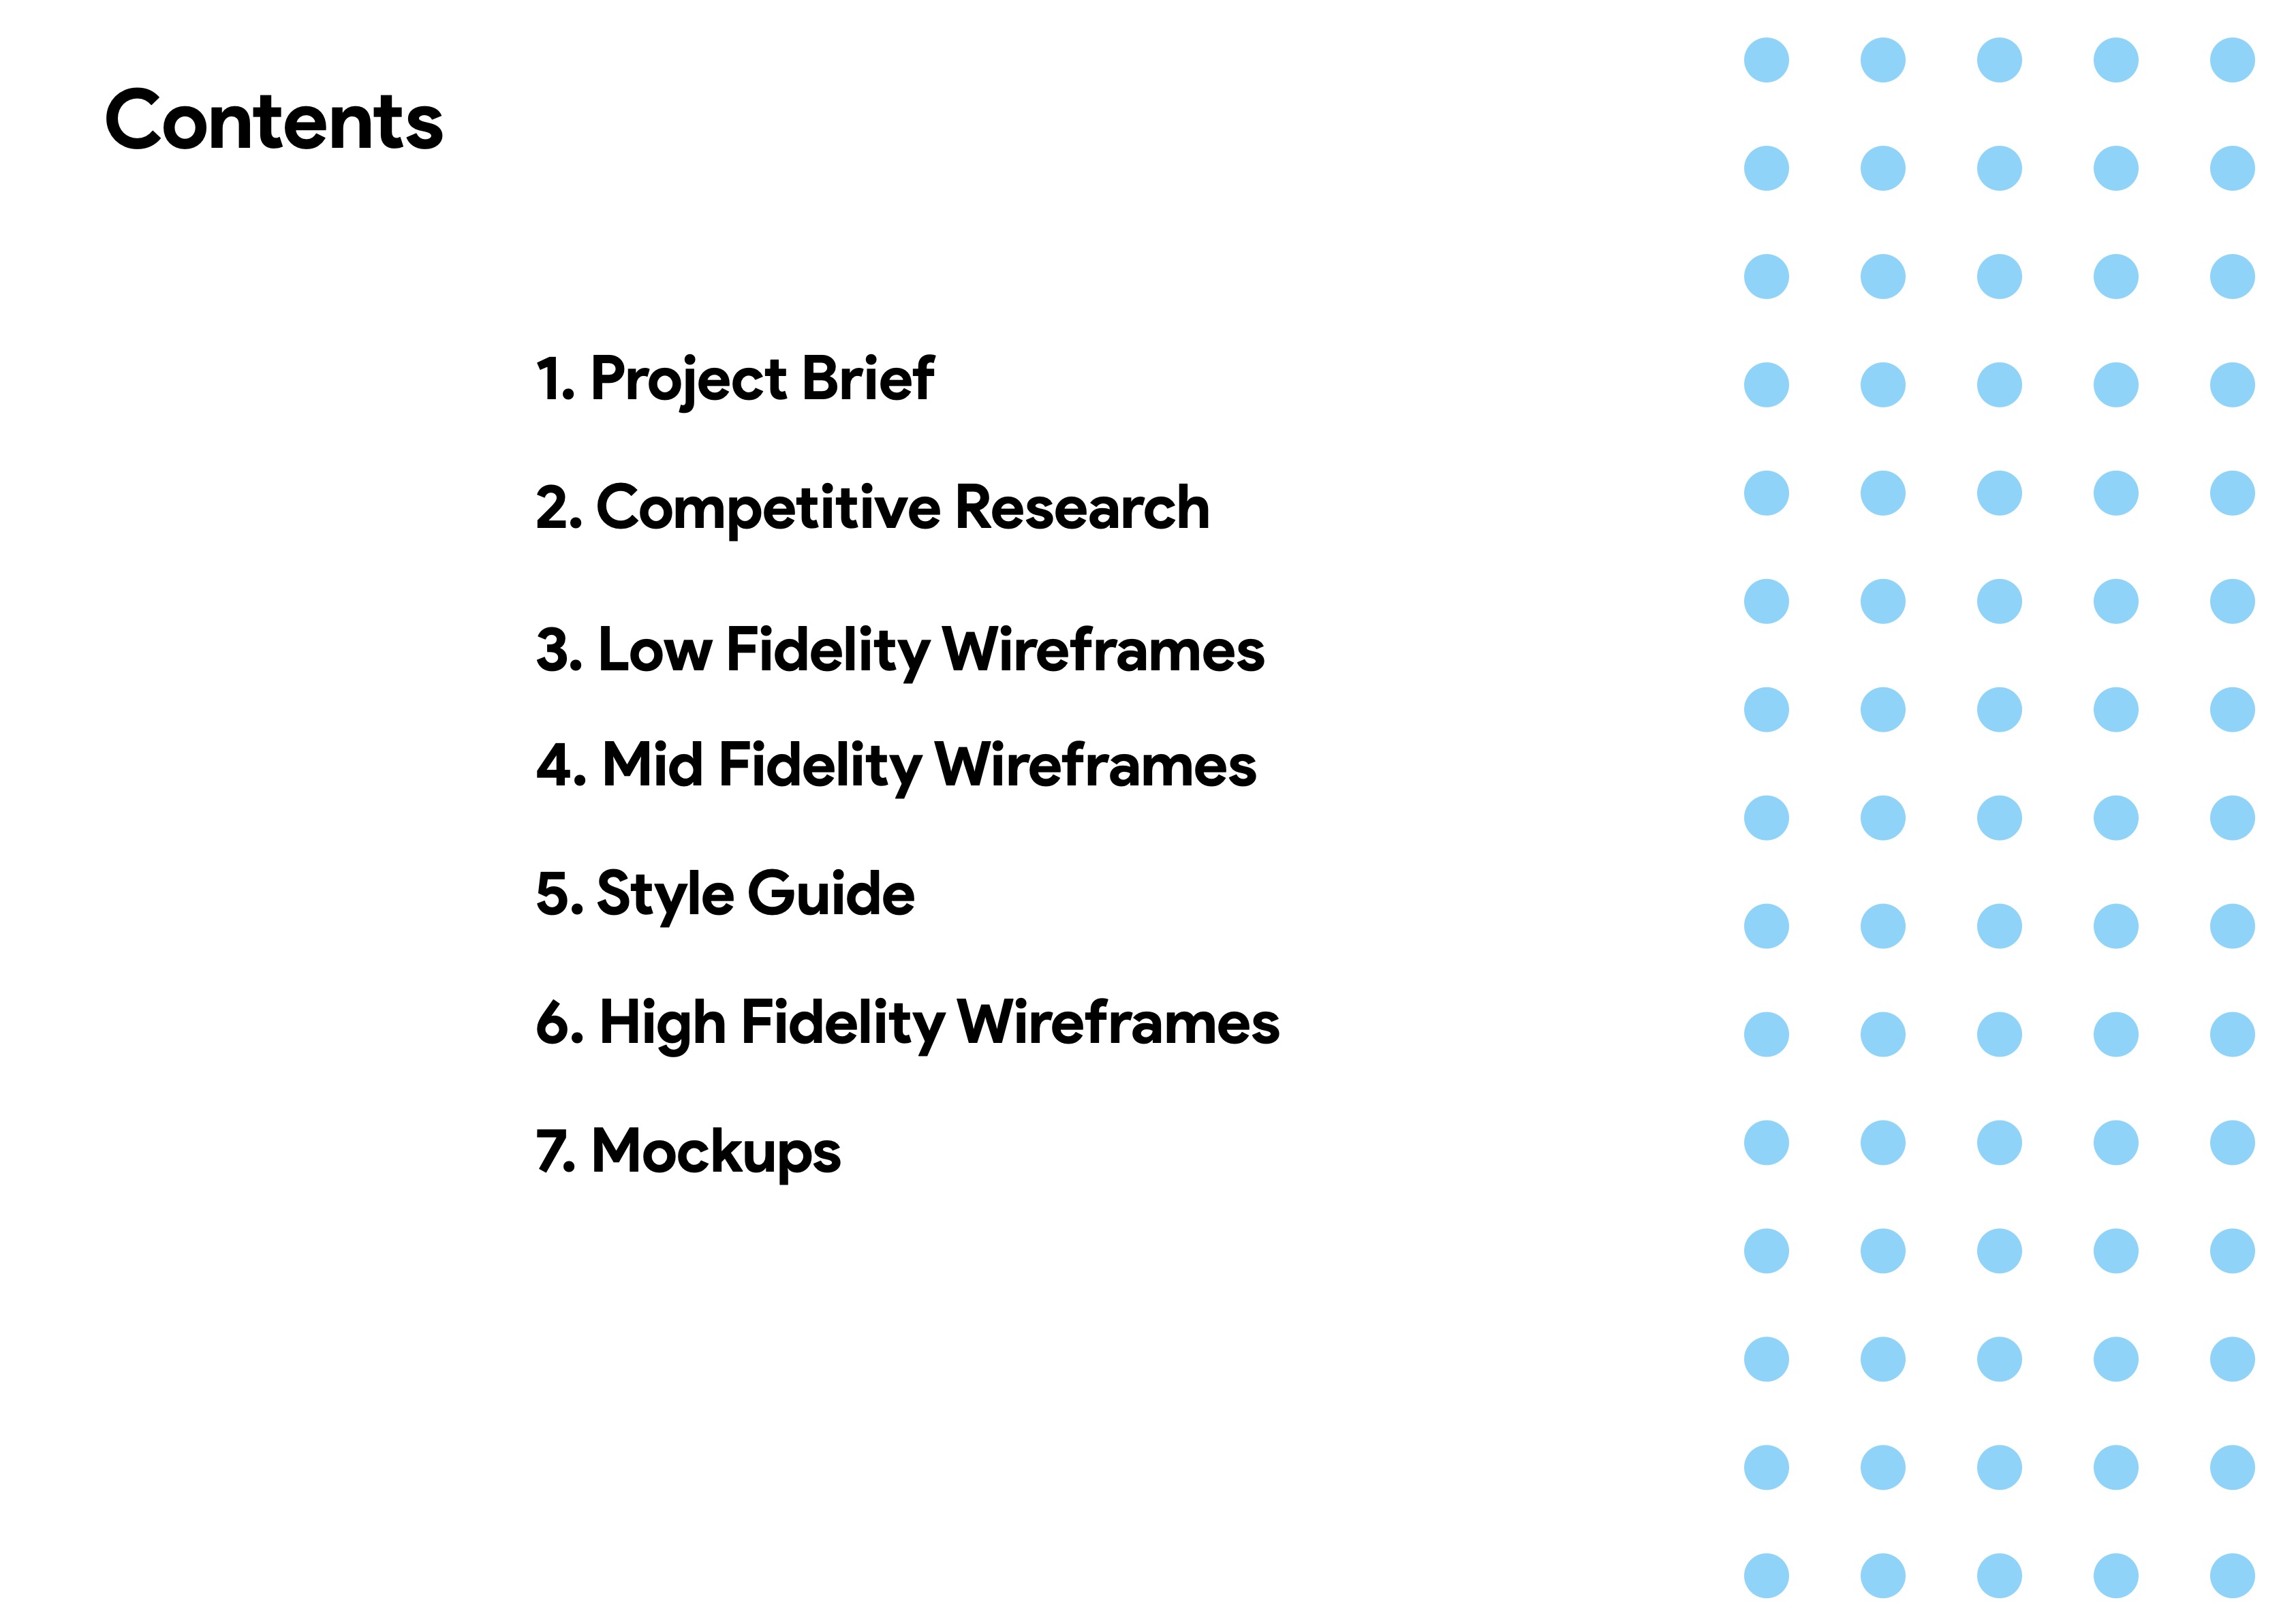 Contents
1. Project Brief
2. Competitive Research
3. Low Fidelity Wireframes
4. Mid Fidelity Wireframes
5. Style Guide
6. High Fidelity Wireframes
7. Mockups